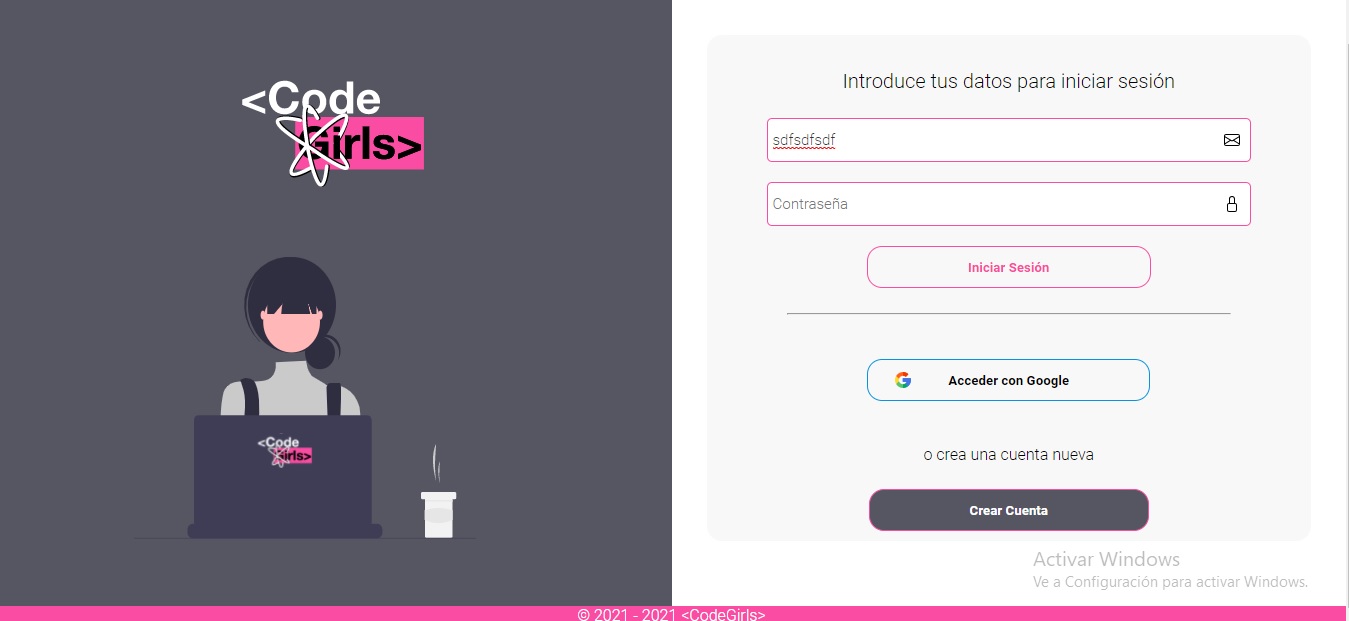 <Code
Girls>
<Code
Girls>
Introduce tus datos para iniciar sesión
sdfsdfsdf
Contraseña
Iniciar Sesión
Acceder con Google
o crea una cuenta nueva
Crear Cuenta
Activar Windows
Ve a Configuración para activar Windows.
© 2021 - 2021 <CodeGirls>